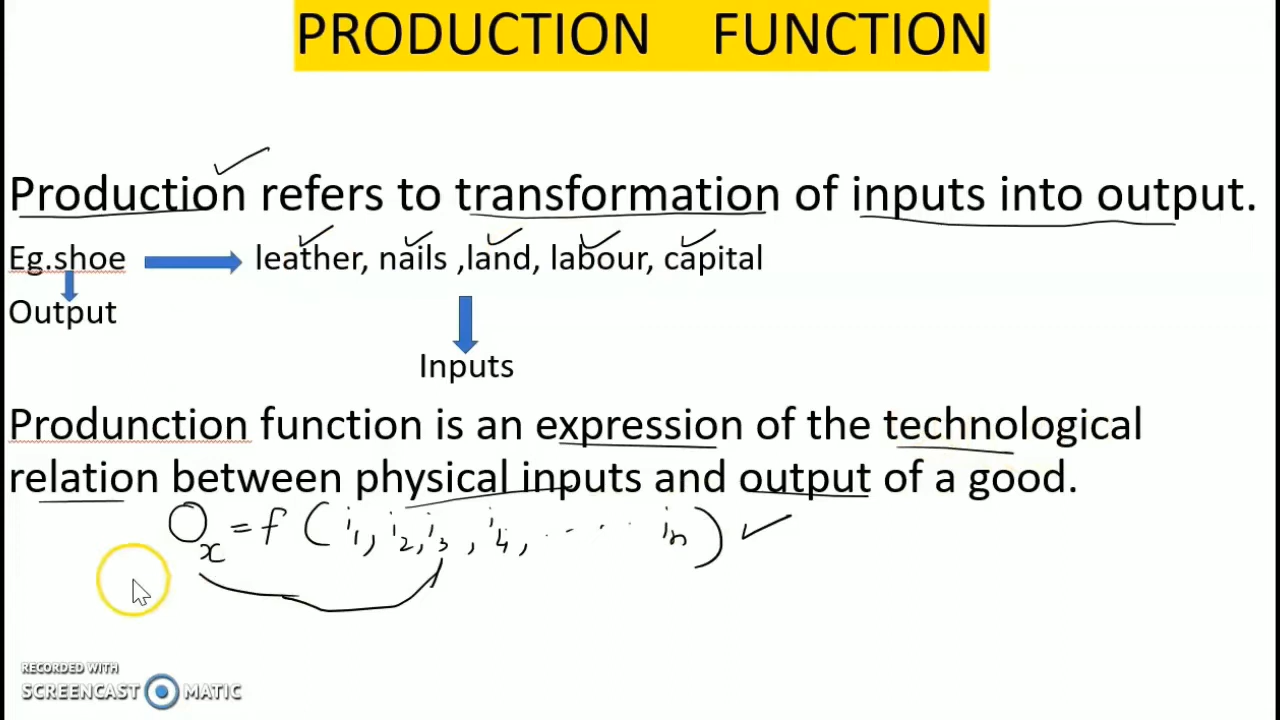 PRODUCTION FUNCTION
Production refers to transformation of inputs into output.
Eg.shoe leather, nails ,land, labour, capital
Output
Inputs
Produnction function is an expression of the technological
relation between physical inputs and output of a good.
Ox = f ( i1, i2, i3, i4, ..... in )
RECORDED WITH
SCREENCAST MATIC